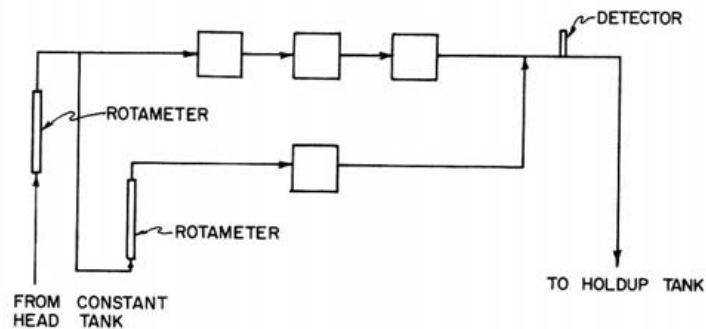 DETECTOR
ROTAMETER
ROTAMETER
FROM CONSTANT
HEAD TANK
TO HOLDUP TANK